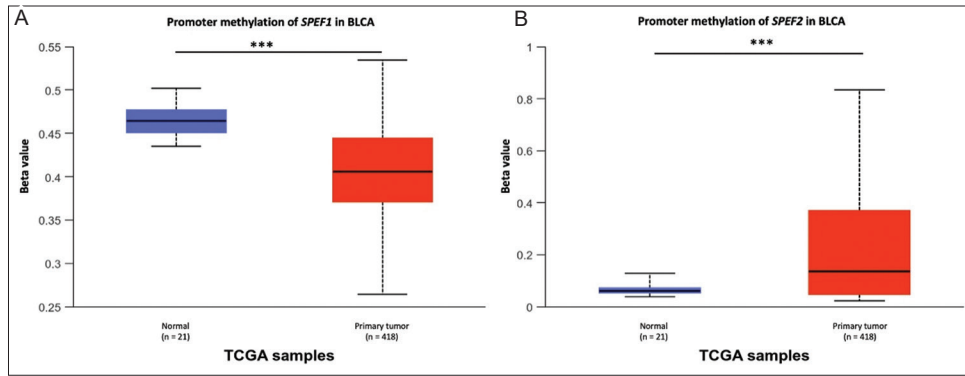 A
Promoter methylation of SPEF1 in BLCA
***
0.55
0.5
0.45
0.4
0.35
0.3
0.25
Beta value
Normal
(n = 21)
Primary tumor
(n = 418)
TCGA samples
B
Promoter methylation of SPEF2 in BLCA
***
1
0.8
0.6
0.4
0.2
0
Beta value
Normal
(n = 21)
Primary tumor
(n = 418)
TCGA samples